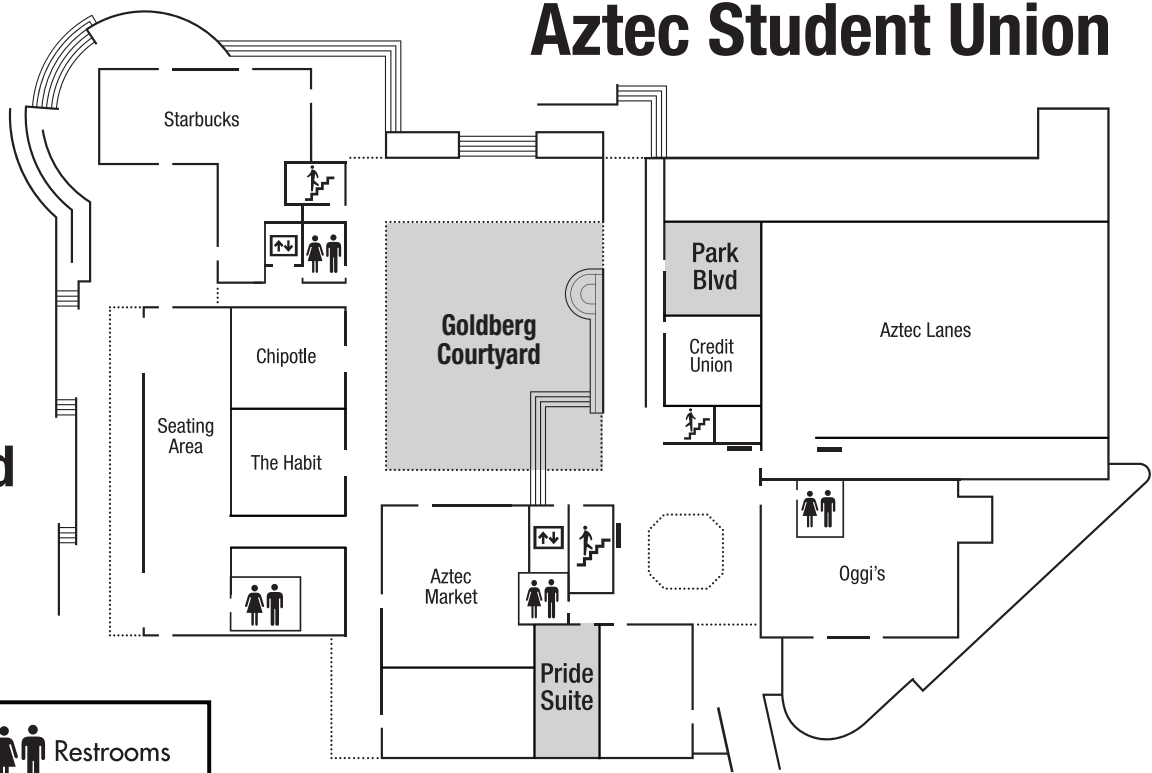 Aztec Student Union
Starbucks
Park
Blvd
Goldberg
Courtyard
Aztec Lanes
Chipotle
Credit
Union
Seating
Area
The Habit
d
Aztec
Market
Oggi's
Pride
Suite
Restrooms